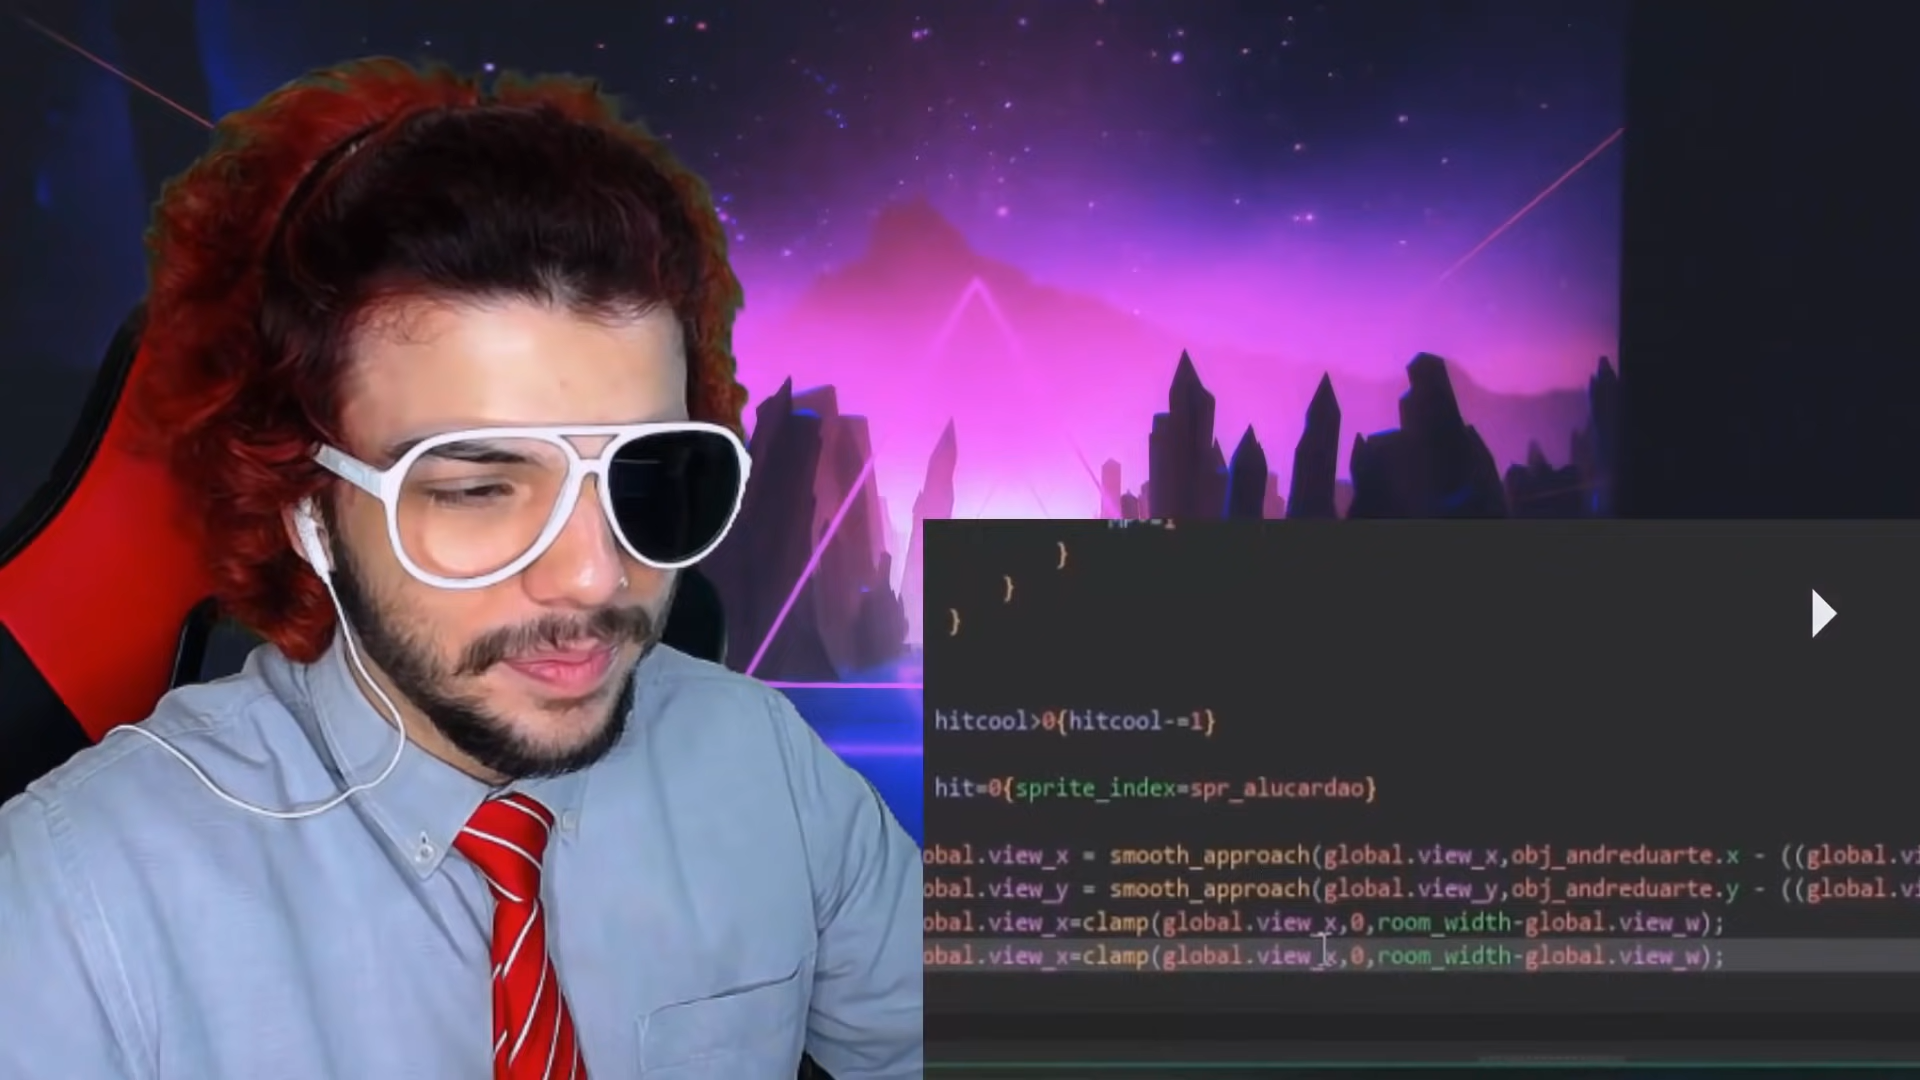 }
}
}
hitcool>0{hitcool-=1}
hit=0{sprite_index=spr_alucardao}
obal.view_x = smooth_approach(global.view_x,obj_andreduarte.x - ((global.vi
obal.view_y = smooth_approach(global.view_y,obj_andreduarte.y - ((global.vi
obal.view_x=clamp(global.view_x,0,room_width-global.view_w);
obal.view_x=clamp(global.view_x,0,room_width-global.view_w);